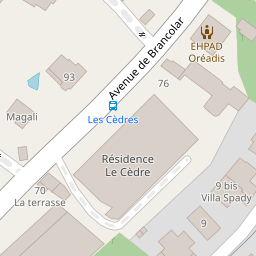 Avenue de Brancolar
EHPAD
Oréadis
93
76
Magali
Les Cèdres
Résidence
Le Cèdre
70
La terrasse
9 bis
Villa Spady
9